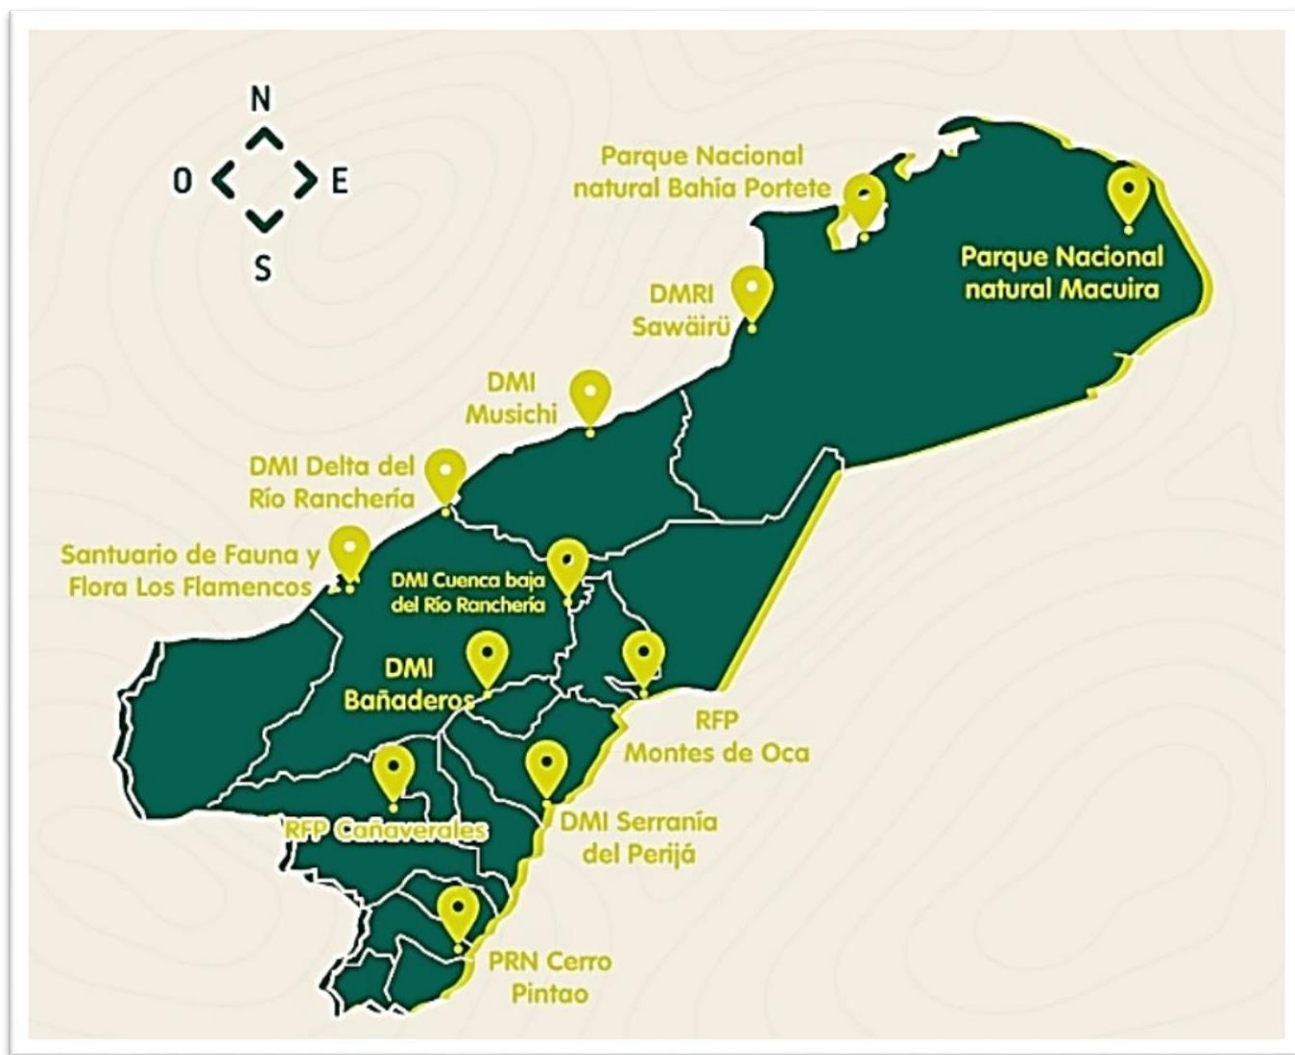 N
O
E
S
Parque Nacional
natural Bahía Portete
Parque Nacional
natural Macuira
DMRI
Sawäirü
DMI
Musichi
DMI Delta del
Río Ranchería
Santuario de Fauna y
Flora Los Flamencos
DMI Cuenca baja
del Río Ranchería
DMI
Bañaderos
RFP
Montes de Oca
RFP Cañaverales
DMI Serranía
del Perijá
PRN Cerro
Pintao